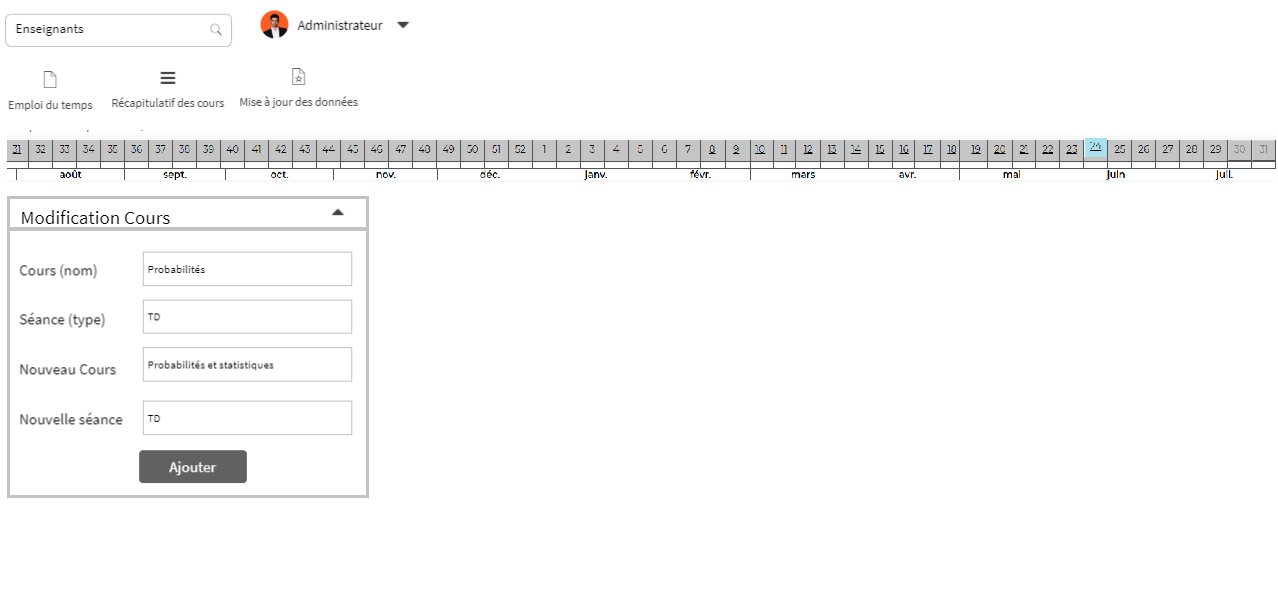 Enseignants
Administrateur
Emploi du temps
Récapitulatif des cours
Mise à jour des données
31 32 33 34 35 36 37 38 39 40 41 42 43 44 45 46 47 48 49 50 51 52 1 2 3 4 5 6 7 8 9 10 11 12 13 14 15 16 17 18 19 20 21 22 23 24 25 26 27 28 29 30 31
août sept. oct. nov. déc. janv. févr. mars avr. mai juin juil.
Modification Cours
Cours (nom) Probabilités
Séance (type) TD
Nouveau Cours Probabilités et statistiques
Nouvelle séance TD
Ajouter